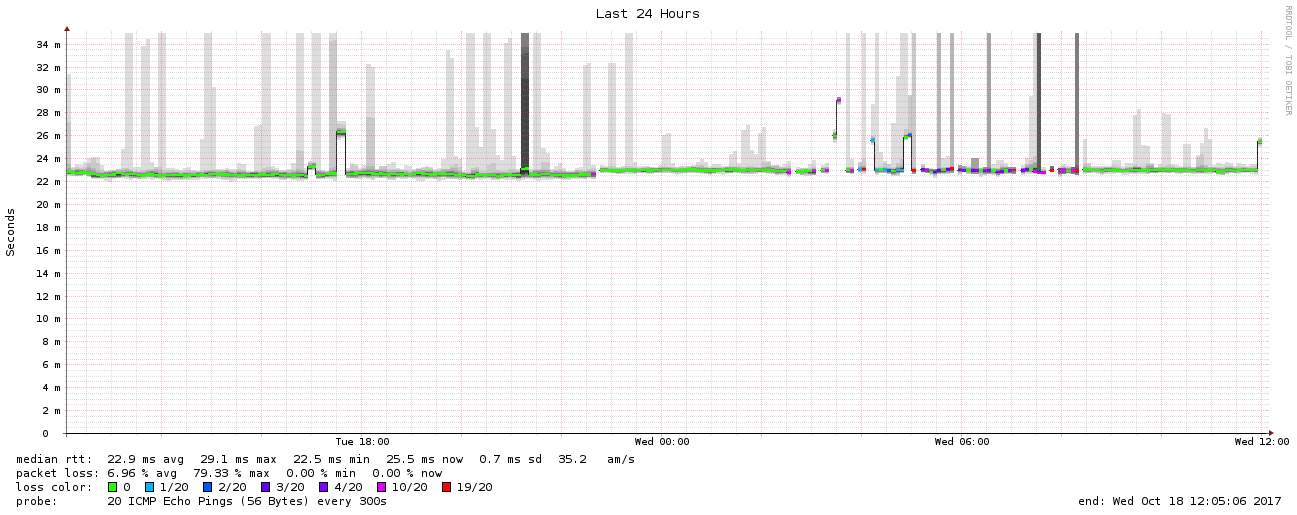 Last 24 Hours
RRDTOOL / TOBI OETIKER
34 m
32 m
30 m
28 m
26 m
24 m
22 m
20 m
18 m
16 m
14 m
12 m
10 m
8 m
6 m
4 m
2 m
0
Seconds
Tue 18:00 Wed 00:00 Wed 06:00 Wed 12:00
median rtt: 22.9 ms avg 29.1 ms max 22.5 ms min 25.5 ms now 0.7 ms sd 35.2 am/s
packet loss: 6.96 % avg 79.33 % max 0.00 % min 0.00 % now
loss color: 0 1/20 2/20 3/20 4/20 10/20 19/20
probe: 20 ICMP Echo Pings (56 Bytes) every 300s end: Wed Oct 18 12:05:06 2017